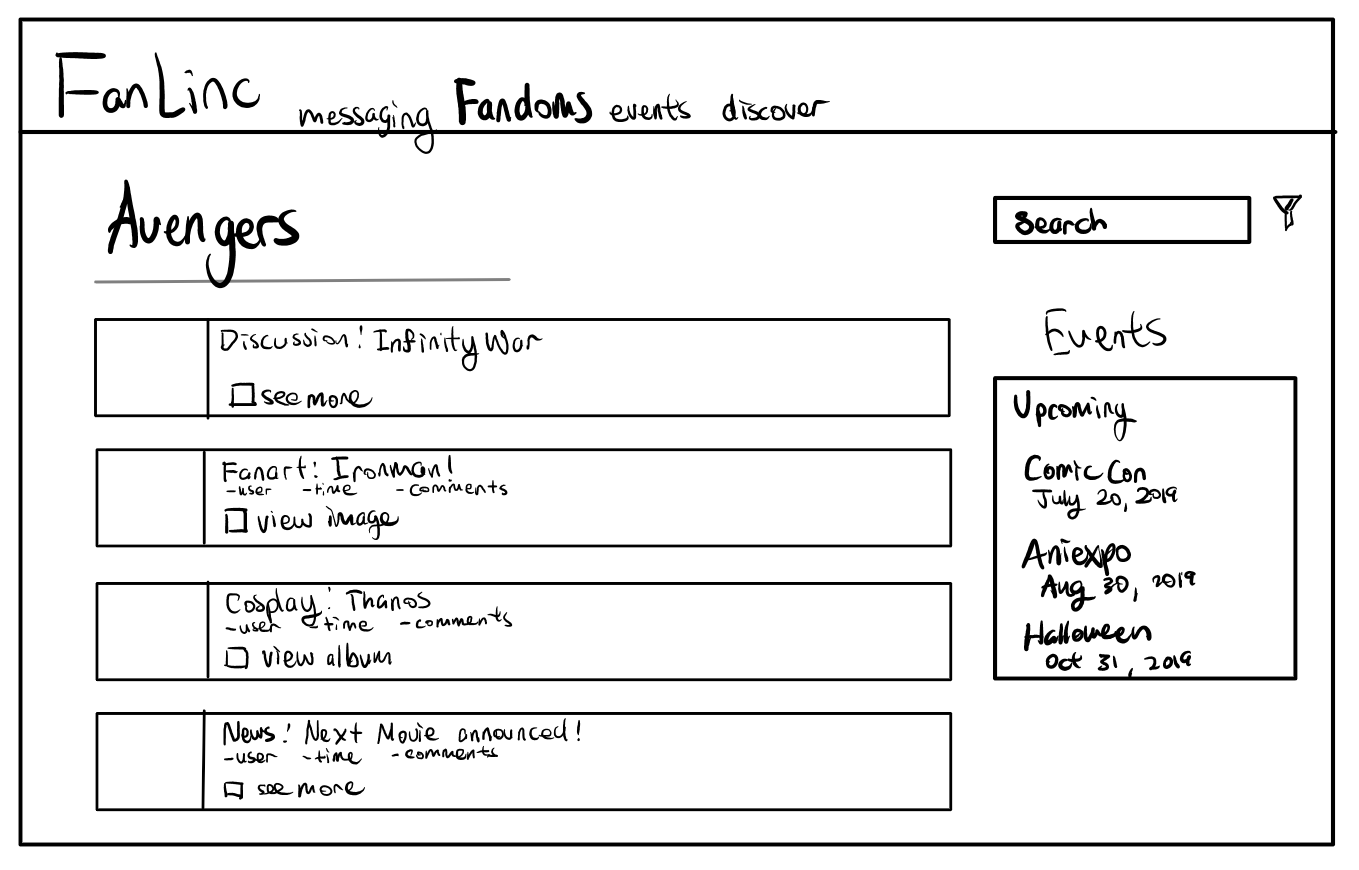 FanLinc messaging Fandoms events discover
Avengers
Search
Discussion! Infinity War
see more
Fanart! Ironman!
-user -time -comments
view image
Cosplay! Thanos
-user -time -comments
view album
News! Next Movie announced!
-user -time -comments
see more
Events
Upcoming
Comic Con
July 20, 2019
Aniexpo
Aug 30, 2019
Halloween
Oct 31, 2019